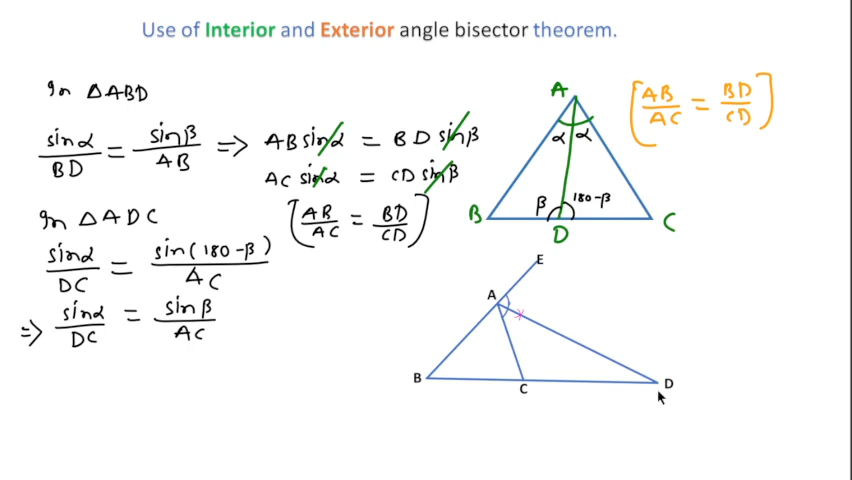 Use of Interior and Exterior angle bisector theorem.
In △ABD
sinα/BD = sinβ/AB => AB sinα = BD sinβ
AC sinα = CD sinβ
(AB/AC = BD/CD)
In △ADC
sinα/DC = sin(180-β)/AC
=> sinα/DC = sinβ/AC
A
α α
β 180-β
B D C
[AB/AC = BD/CD]
E
A
B C D